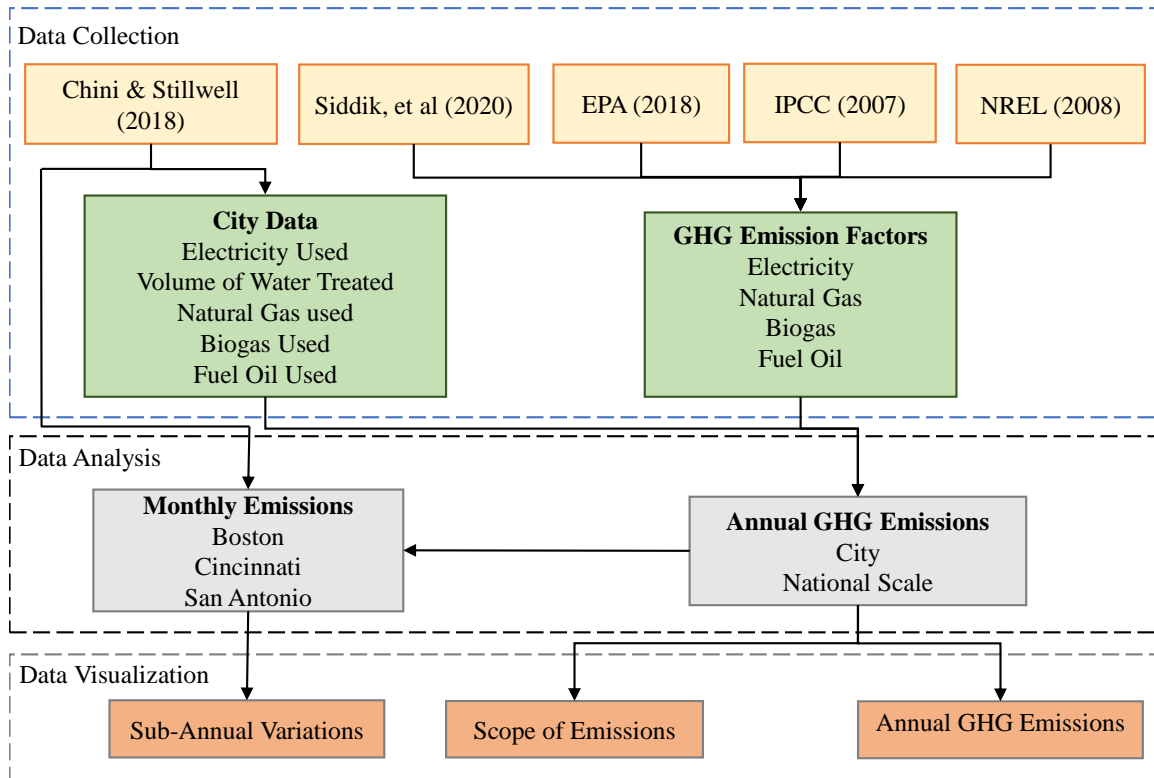 Data Collection
Chini & Stillwell
(2018)
Siddik, et al (2020)
EPA (2018)
IPCC (2007)
NREL (2008)
City Data
Electricity Used
Volume of Water Treated
Natural Gas used
Biogas Used
Fuel Oil Used
GHG Emission Factors
Electricity
Natural Gas
Biogas
Fuel Oil
Data Analysis
Monthly Emissions
Boston
Cincinnati
San Antonio
Annual GHG Emissions
City
National Scale
Data Visualization
Sub-Annual Variations
Scope of Emissions
Annual GHG Emissions